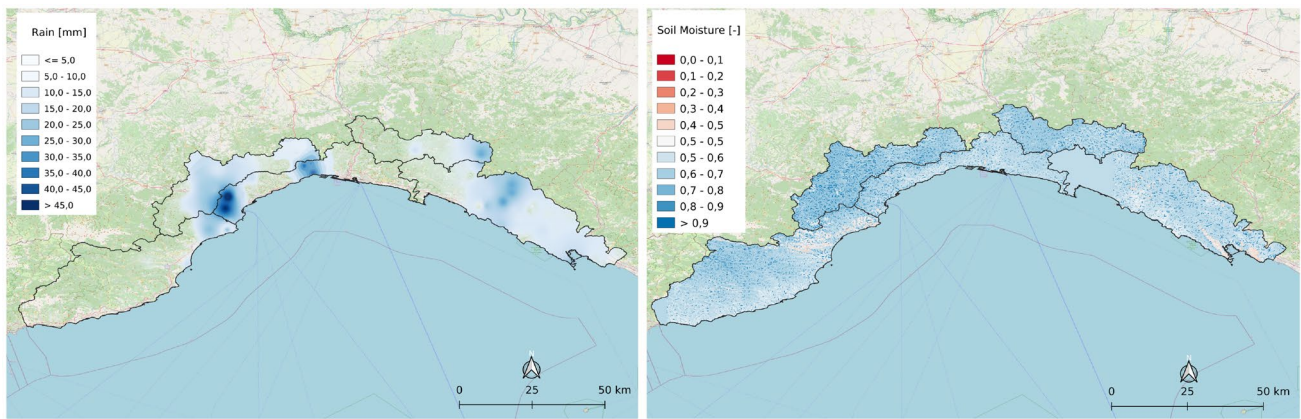 Rain [mm]
<= 5,0
5,0 - 10,0
10,0 - 15,0
15,0 - 20,0
20,0 - 25,0
25,0 - 30,0
30,0 - 35,0
35,0 - 40,0
40,0 - 45,0
> 45,0
N
0 25 50 km
Soil Moisture [-]
0,0 - 0,1
0,1 - 0,2
0,2 - 0,3
0,3 - 0,4
0,4 - 0,5
0,5 - 0,5
0,5 - 0,6
0,6 - 0,7
0,7 - 0,8
0,8 - 0,9
> 0,9
N
0 25 50 km